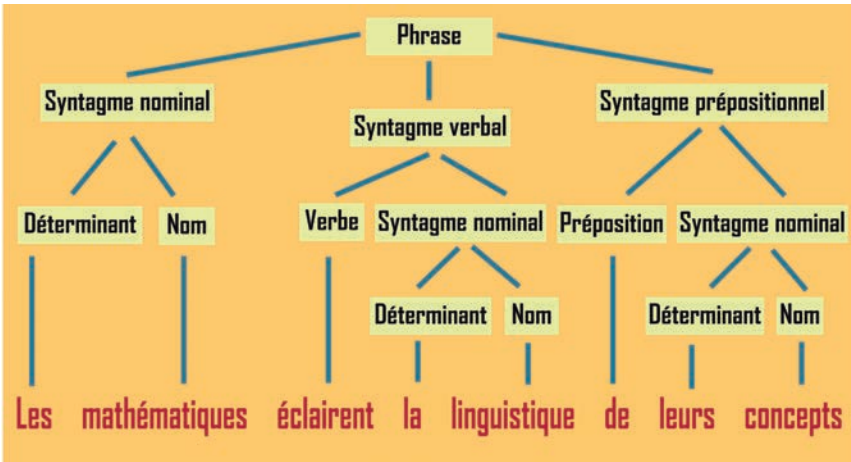 Phrase
Syntagme nominal
Syntagme verbal
Syntagme prépositionnel
Déterminant Nom Verbe Syntagme nominal Préposition Syntagme nominal
Déterminant Nom Déterminant Nom
Les mathématiques éclairent la linguistique de leurs concepts